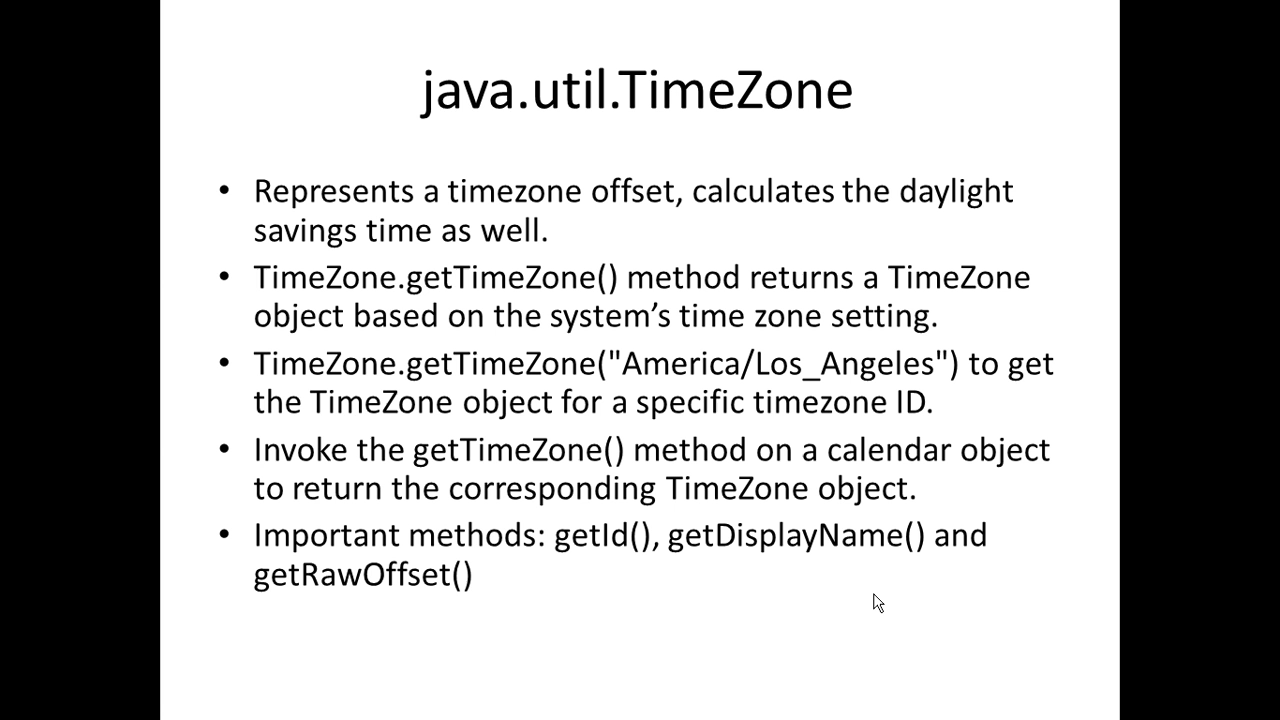 java.util.TimeZone
• Represents a timezone offset, calculates the daylight
savings time as well.
• TimeZone.getTimeZone() method returns a TimeZone
object based on the system’s time zone setting.
• TimeZone.getTimeZone("America/Los_Angeles") to get
the TimeZone object for a specific timezone ID.
• Invoke the getTimeZone() method on a calendar object
to return the corresponding TimeZone object.
• Important methods: getId(), getDisplayName() and
getRawOffset()